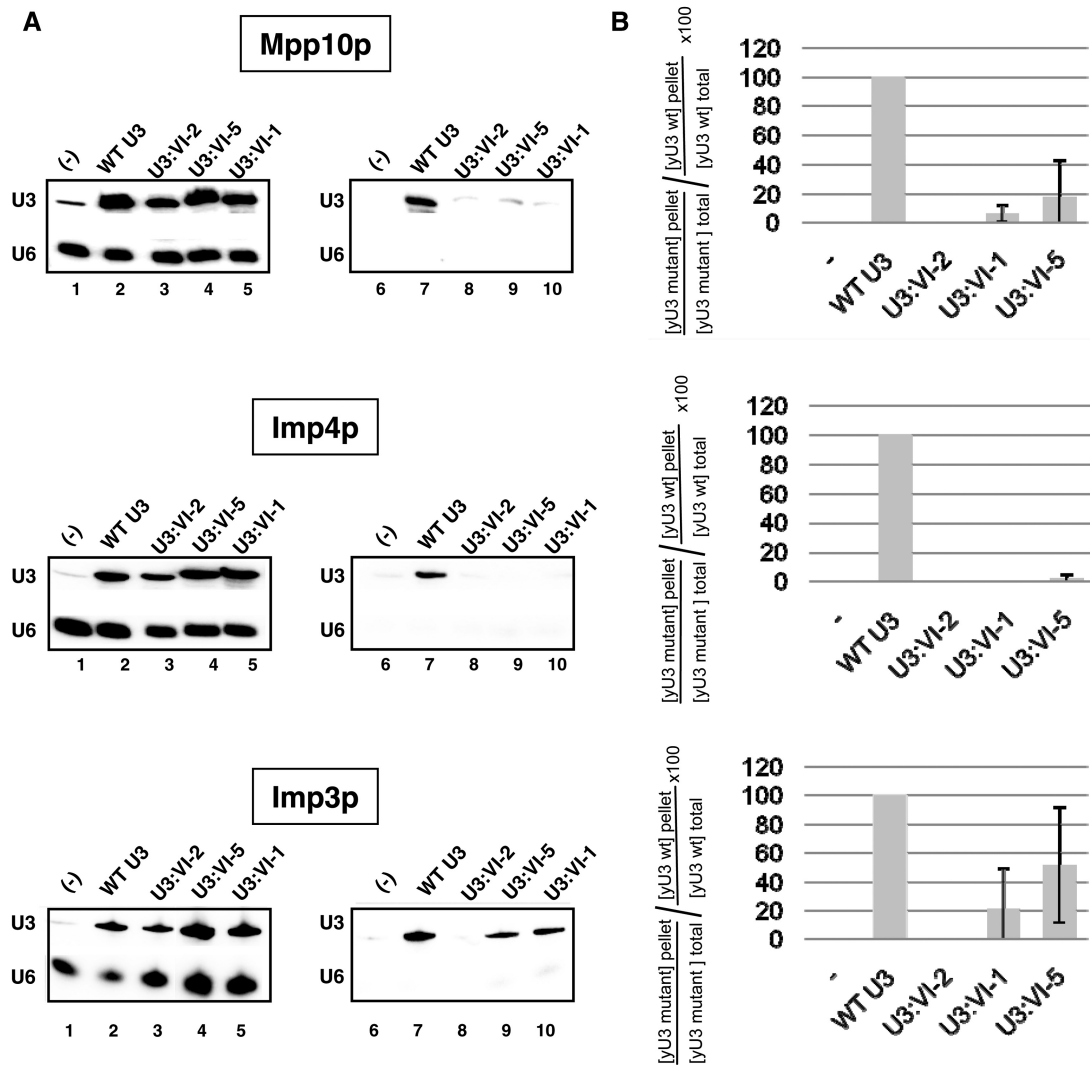 A
B
Mpp10p
(-) WT U3 U3:VI-2 U3:VI-5 U3:VI-1
(-) WT U3 U3:VI-2 U3:VI-5 U3:VI-1
U3
U6
1 2 3 4 5
U3
U6
6 7 8 9 10
[yU3 mutant] pellet / [yU3 wt] pellet x100
[yU3 mutant ] total [yU3 wt] total
120
100
80
60
40
20
0
- WT U3 U3:VI-2 U3:VI-1 U3:VI-5
Imp4p
(-) WT U3 U3:VI-2 U3:VI-5 U3:VI-1
(-) WT U3 U3:VI-2 U3:VI-5 U3:VI-1
U3
U6
1 2 3 4 5
U3
U6
6 7 8 9 10
[yU3 mutant] pellet / [yU3 wt] pellet x100
[yU3 mutant ] total [yU3 wt] total
120
100
80
60
40
20
0
- WT U3 U3:VI-2 U3:VI-1 U3:VI-5
Imp3p
(-) WT U3 U3:VI-2 U3:VI-5 U3:VI-1
(-) WT U3 U3:VI-2 U3:VI-5 U3:VI-1
U3
U6
1 2 3 4 5
U3
U6
6 7 8 9 10
[yU3 mutant] pellet / [yU3 wt] pellet x100
[yU3 mutant ] total [yU3 wt] total
120
100
80
60
40
20
0
- WT U3 U3:VI-2 U3:VI-1 U3:VI-5